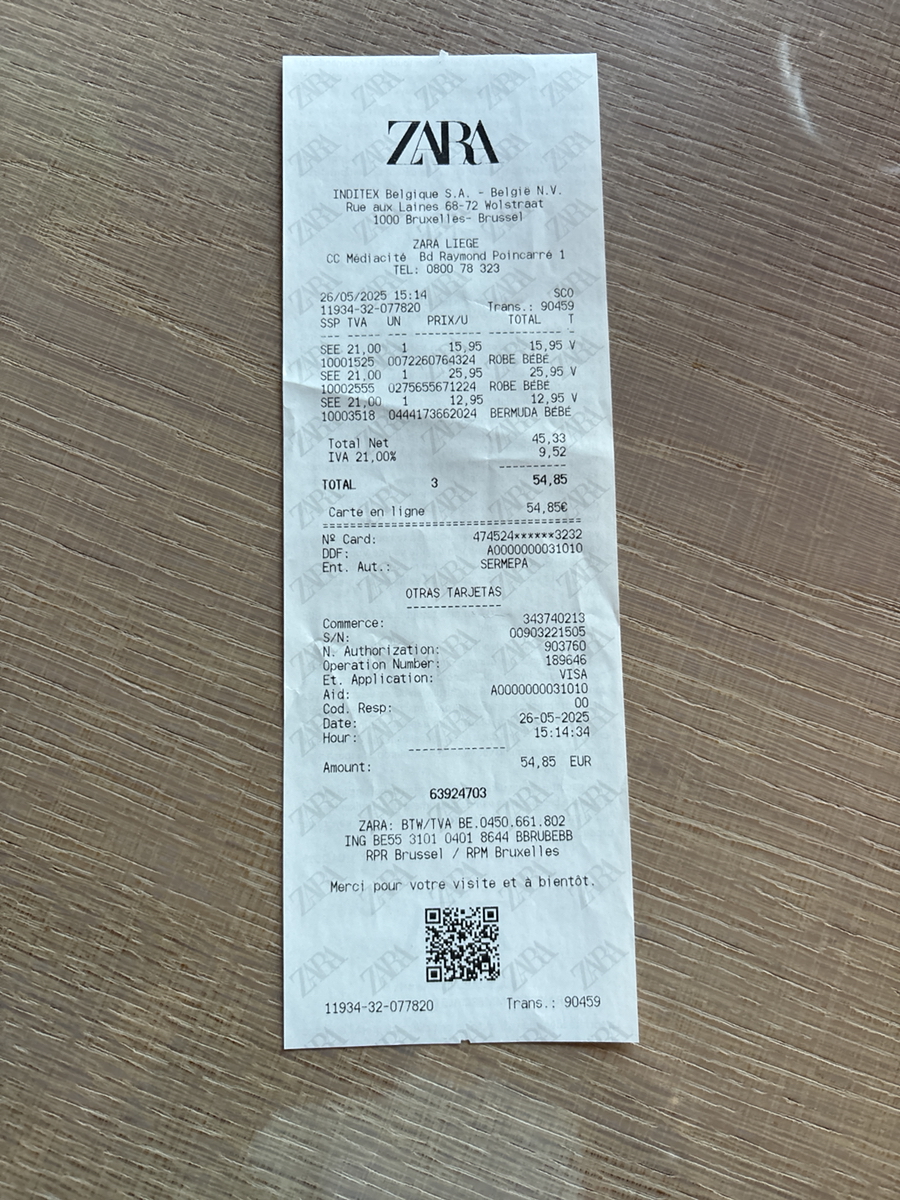 ZARA
INDITEX Belgique S.A. - België N.V.
Rue aux Laines 68-72 Wolstraat
1000 Bruxelles- Brussel
ZARA LIEGE
CC Médiacité Bd Raymond Poincarré 1
TEL: 0800 78 323
26/05/2025 15:14 SCO
11934-32-077820 Trans.: 90459
SSP TVA UN PRIX/U TOTAL T
SEE 21,00 1 15,95 15,95 V
10001525 0072260764324 ROBE BÉBÉ
SEE 21,00 1 25,95 25,95 V
10002555 0275655671224 ROBE BÉBÉ
SEE 21,00 1 12,95 12,95 V
10003518 0444173662024 BERMUDA BÉBÉ
Total Net 45,33
IVA 21,00% 9,52
TOTAL 3 54,85
Carte en ligne 54,85€
Nº Card: 474524******3232
DDF: A0000000031010
Ent. Aut.: SERMEPA
OTRAS TARJETAS
Commerce: 343740213
S/N: 00903221505
N. Authorization: 903760
Operation Number: 189646
Et. Application: VISA
Aid: A0000000031010
Cod. Resp: 00
Date: 26-05-2025
Hour: 15:14:34
Amount: 54,85 EUR
63924703
ZARA: BTW/TVA BE.0450.661.802
ING BE55 3101 0401 8644 BBRUBEBB
RPR Brussel / RPM Bruxelles
Merci pour votre visite et à bientôt.
11934-32-077820 Trans.: 90459